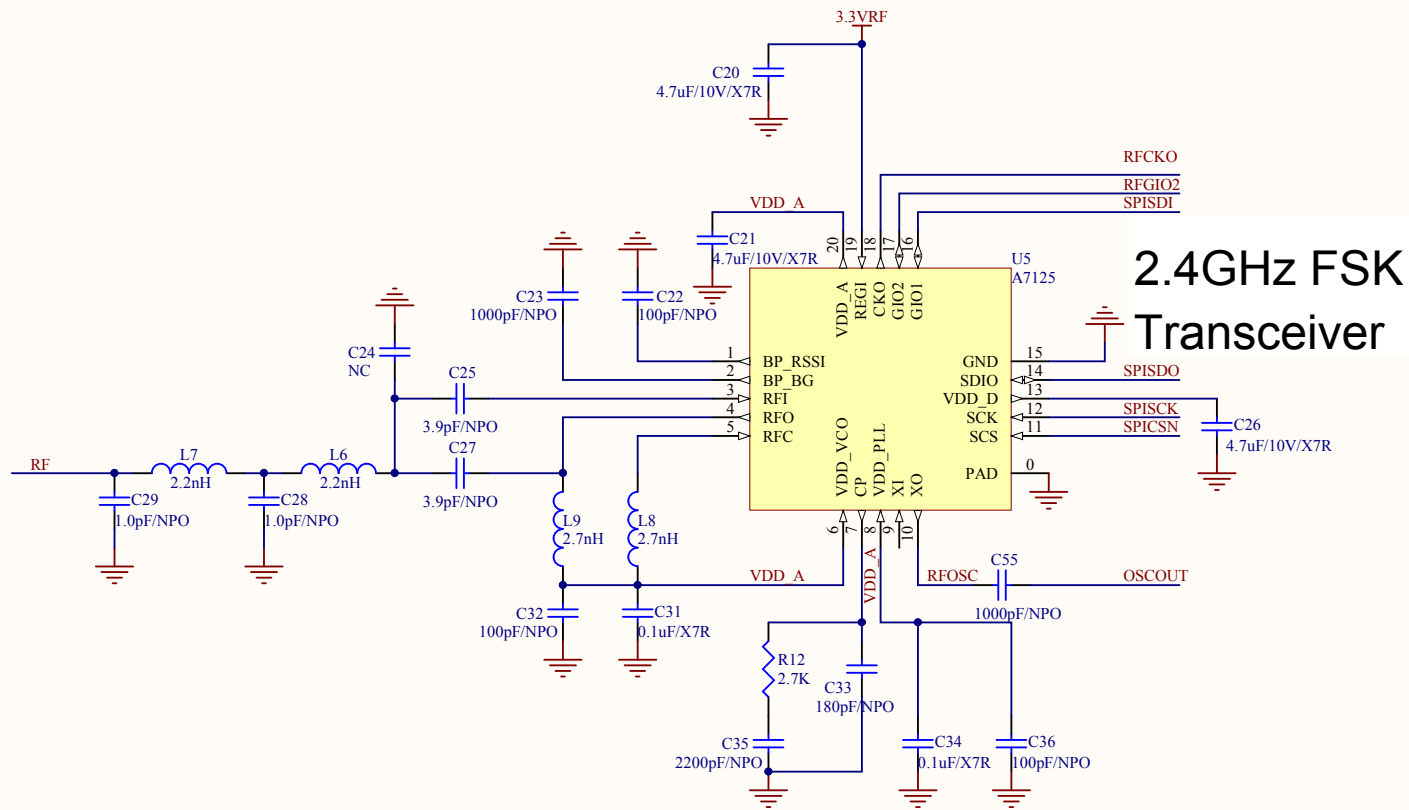 3.3VRF
C20
4.7uF/10V/X7R
RFCKO
RFGIO2
SPISDI
VDD_A
C21
4.7uF/10V/X7R
20
19
18
17
16
U5
A7125
2.4GHz FSK
Transceiver
C23
1000pF/NPO
C22
100pF/NPO
VDD_A
REGI
CKO
GIO2
GIO1
C24
NC
1
BP_RSSI
2
BP_BG
3
RFI
4
RFO
5
RFC
GND
15
SDIO
14
SPISDO
VDD_D
13
SCK
12
SPISCK
SCS
11
SPICSN
PAD
0
C25
3.9pF/NPO
C26
4.7uF/10V/X7R
RF
L7
2.2nH
L6
2.2nH
C27
3.9pF/NPO
C29
1.0pF/NPO
C28
1.0pF/NPO
VDD_VCO
CP
VDD_PLL
XI
XO
6
7
8
9
10
L9
2.7nH
L8
2.7nH
VDD_A
VDD_A
RFOSC
C55
1000pF/NPO
OSCOUT
C32
100pF/NPO
C31
0.1uF/X7R
R12
2.7K
C33
180pF/NPO
C35
2200pF/NPO
C34
0.1uF/X7R
C36
100pF/NPO